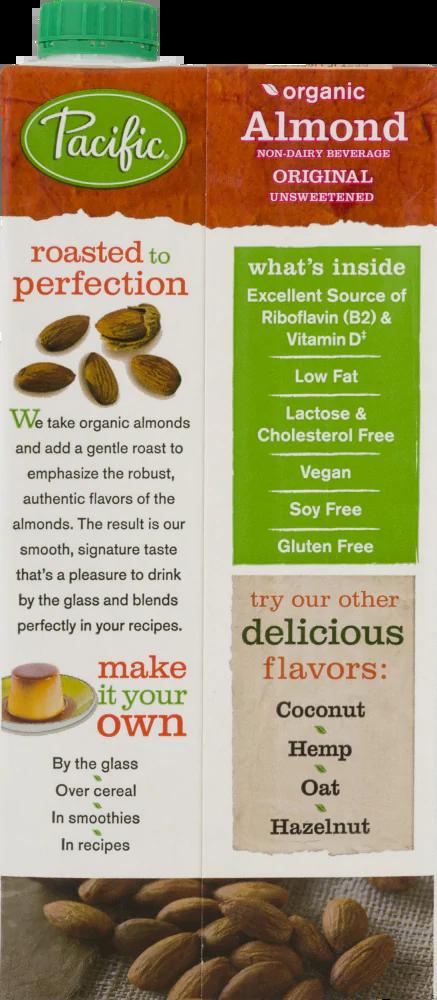 Pacific®
roasted to
perfection
We take organic almonds
and add a gentle roast to
emphasize the robust,
authentic flavors of the
almonds. The result is our
smooth, signature taste
that's a pleasure to drink
by the glass and blends
perfectly in your recipes.
make
it your
own
By the glass
Over cereal
In smoothies
In recipes
organic
Almond
NON-DAIRY BEVERAGE
ORIGINAL
UNSWEETENED
what's inside
Excellent Source of
Riboflavin (B2) &
Vitamin D‡
Low Fat
Lactose &
Cholesterol Free
Vegan
Soy Free
Gluten Free
try our other
delicious
flavors:
Coconut
Hemp
Oat
Hazelnut